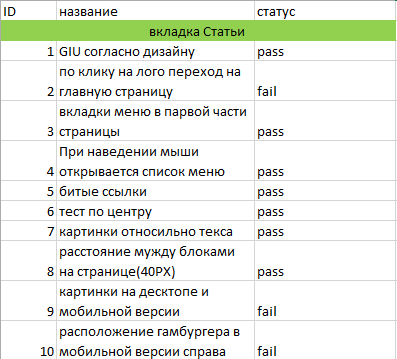 ID название статус
вкладка Статьи
1 GIU согласно дизайну pass
по клику на лого переход на
2 главную страницу fail
вкладки меню в парвой части
3 страницы pass
При наведении мыши
4 открывается список меню pass
5 битые ссылки pass
6 тест по центру pass
7 картинки относильно текса pass
расстояние мужду блоками
8 на странице(40PX) pass
картинки на десктопе и
9 мобильной версии fail
расположение гамбургера в
10 мобильной версии справа fail